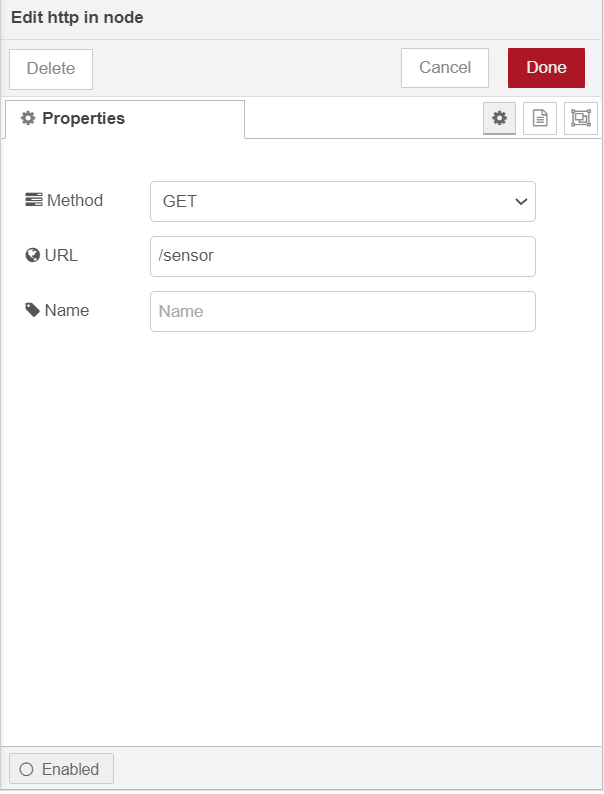 Edit http in node
Delete
Cancel
Done
Properties
Method
GET
URL
/sensor
Name
Name
Enabled